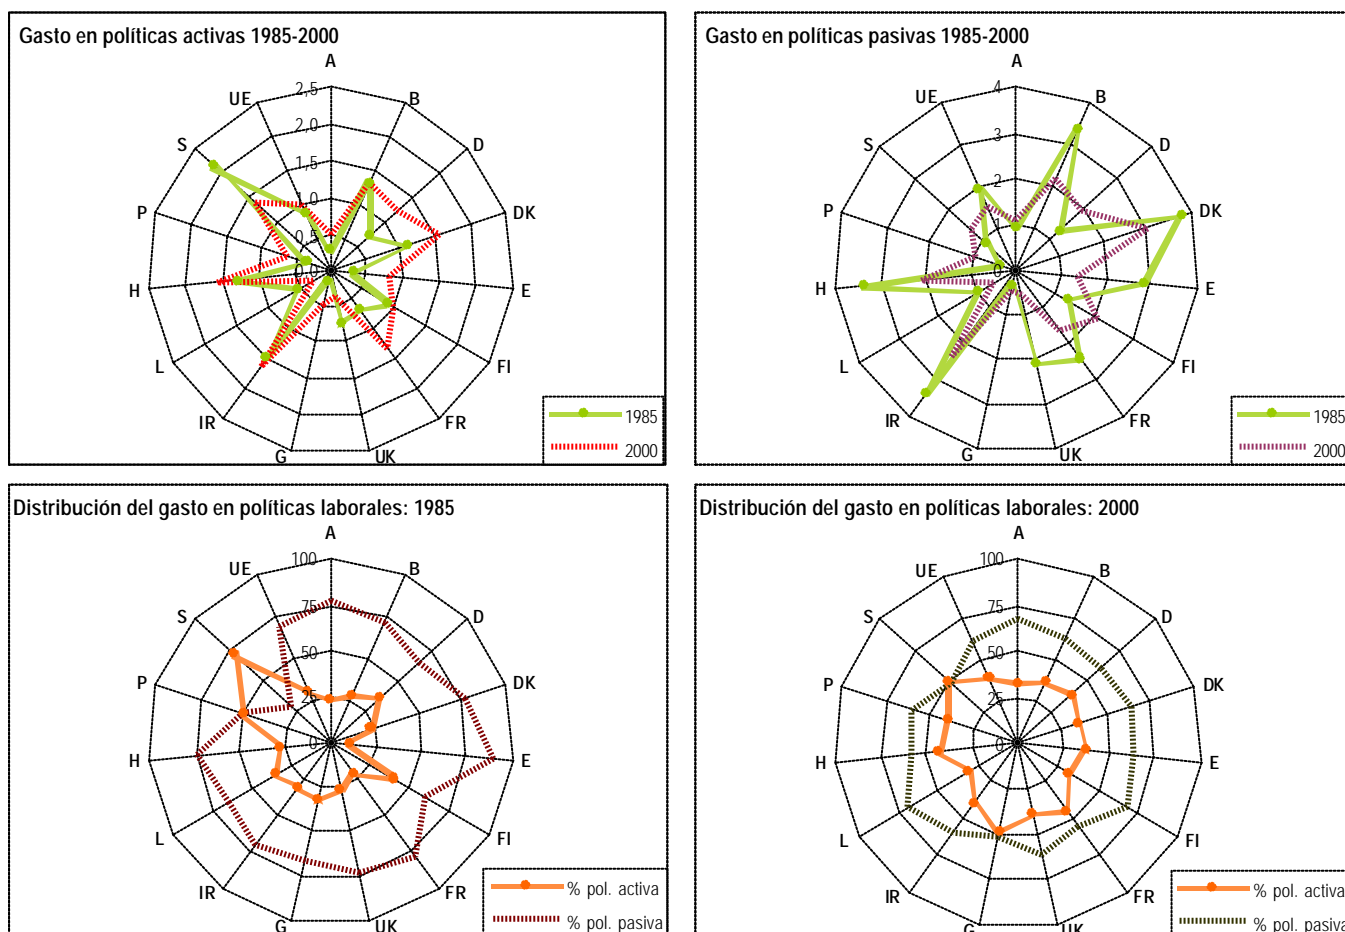 Gasto en políticas activas 1985-2000
A
B
D
DK
E
FI
FR
UK
G
IR
L
H
P
S
UE
2,5
2,0
1,5
1,0
0,5
0,0
1985
2000
Gasto en políticas pasivas 1985-2000
A
B
D
DK
E
FI
FR
UK
G
IR
L
H
P
S
UE
4
3
2
1
0
1985
2000
Distribución del gasto en políticas laborales: 1985
A
B
D
DK
E
FI
FR
UK
G
IR
L
H
P
S
UE
100
75
50
25
0
% pol. activa
% pol. pasiva
Distribución del gasto en políticas laborales: 2000
A
B
D
DK
E
FI
FR
UK
G
IR
L
H
P
S
UE
100
75
50
25
0
% pol. activa
% pol. pasiva